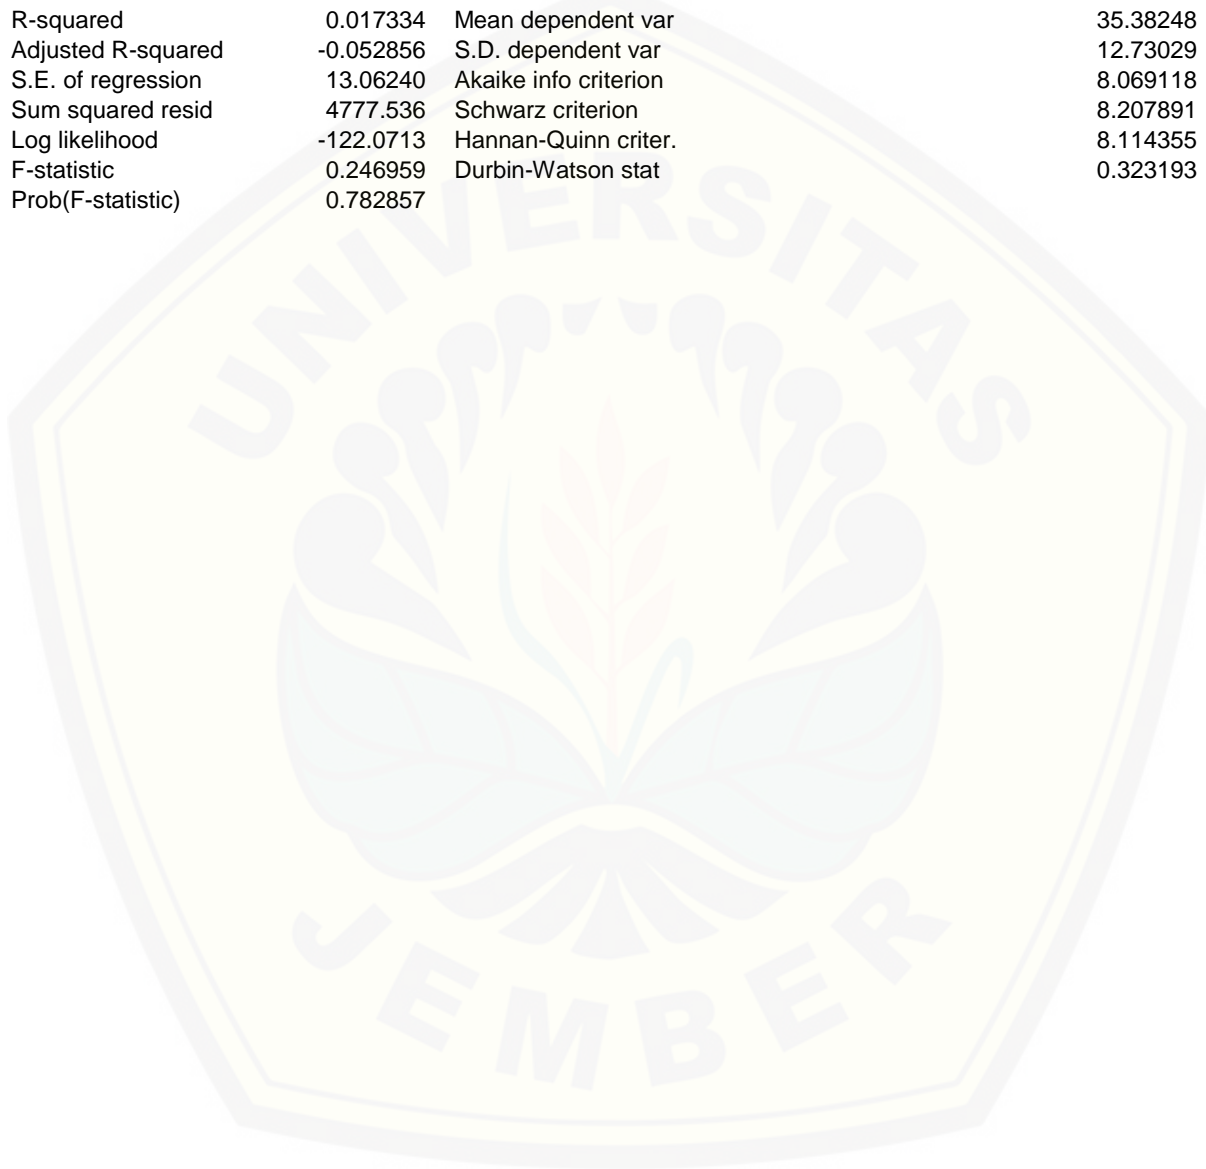 R-squared 0.017334 Mean dependent var 35.38248
Adjusted R-squared -0.052856 S.D. dependent var 12.73029
S.E. of regression 13.06240 Akaike info criterion 8.069118
Sum squared resid 4777.536 Schwarz criterion 8.207891
Log likelihood -122.0713 Hannan-Quinn criter. 8.114355
F-statistic 0.246959 Durbin-Watson stat 0.323193
Prob(F-statistic) 0.782857
UNIVERSITAS
JEMBER